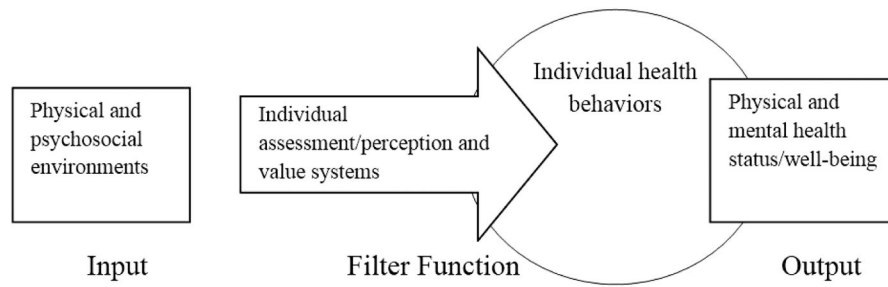 Physical and
psychosocial
environments
Individual
assessment/perception and
value systems
Individual health
behaviors
Physical and
mental health
status/well-being
Input
Filter Function
Output